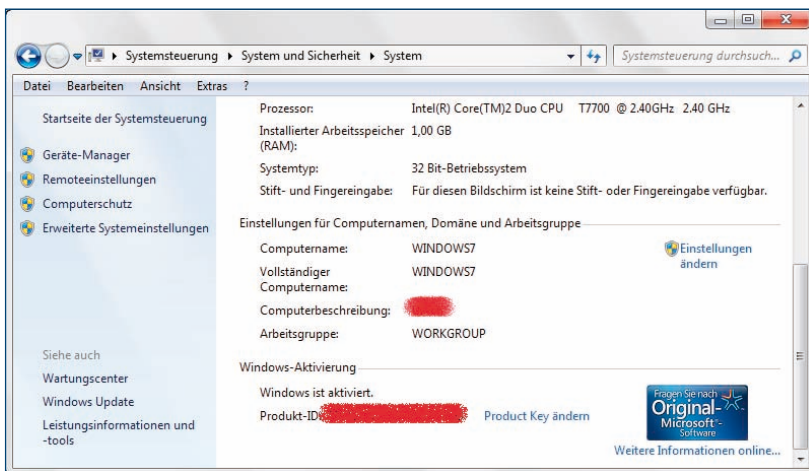 Systemsteuerung System und Sicherheit System
Systemsteuerung durchsuch...
Datei Bearbeiten Ansicht Extras ?
Startseite der Systemsteuerung
Geräte-Manager
Remoteeinstellungen
Computerschutz
Erweiterte Systemeinstellungen
Siehe auch
Wartungscenter
Windows Update
Leistungsinformationen und
-tools
Prozessor: Intel(R) Core(TM)2 Duo CPU T7700 @ 2.40GHz 2.40 GHz
Installierter Arbeitsspeicher 1,00 GB
(RAM):
Systemtyp: 32 Bit-Betriebssystem
Stift- und Fingereingabe: Für diesen Bildschirm ist keine Stift- oder Fingereingabe verfügbar.
Einstellungen für Computernamen, Domäne und Arbeitsgruppe
Computername: WINDOWS7
Einstellungen
ändern
Vollständiger WINDOWS7
Computername:
Computerbeschreibung:
Arbeitsgruppe: WORKGROUP
Windows-Aktivierung
Windows ist aktiviert.
Produkt-ID: Product Key ändern
Fragen Sie nach
Original-
Microsoft®-
Software
Weitere Informationen online...